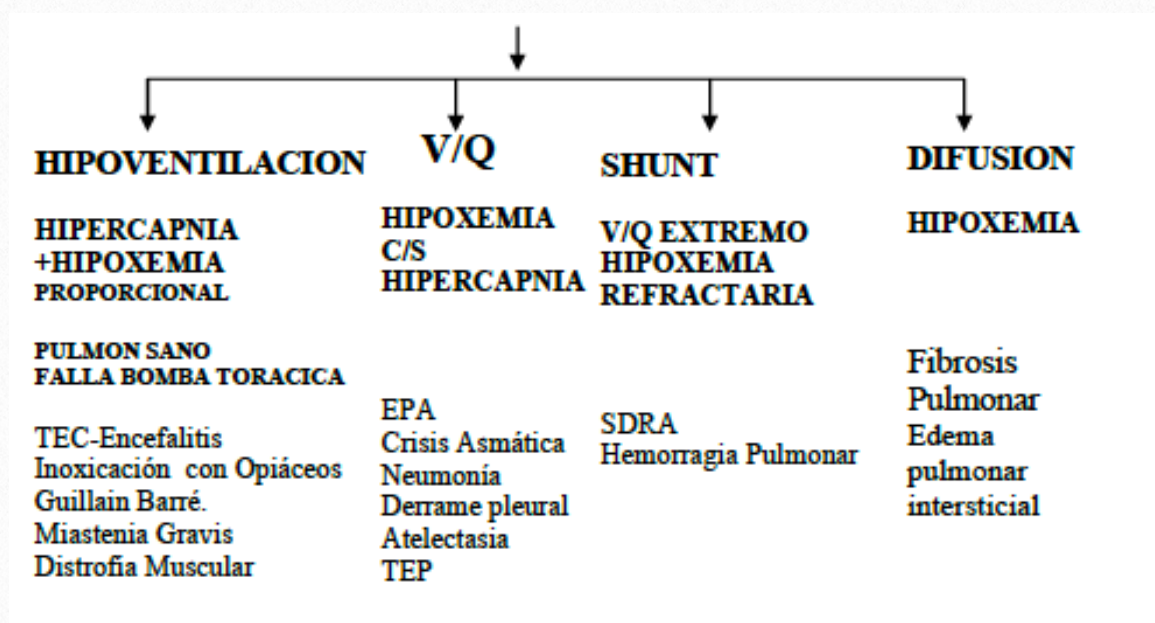 HIPOVENTILACION
HIPERCAPNIA
+HIPOXEMIA
PROPORCIONAL
PULMON SANO
FALLA BOMBA TORACICA
TEC-Encefalitis
Inoxicación con Opiáceos
Guillain Barré.
Miastenia Gravis
Distrofia Muscular
V/Q
HIPOXEMIA
C/S
HIPERCAPNIA
EPA
Crisis Asmática
Neumonía
Derrame pleural
Atelectasia
TEP
SHUNT
V/Q EXTREMO
HIPOXEMIA
REFRACTARIA
SDRA
Hemorragia Pulmonar
DIFUSION
HIPOXEMIA
Fibrosis
Pulmonar
Edema
pulmonar
intersticial